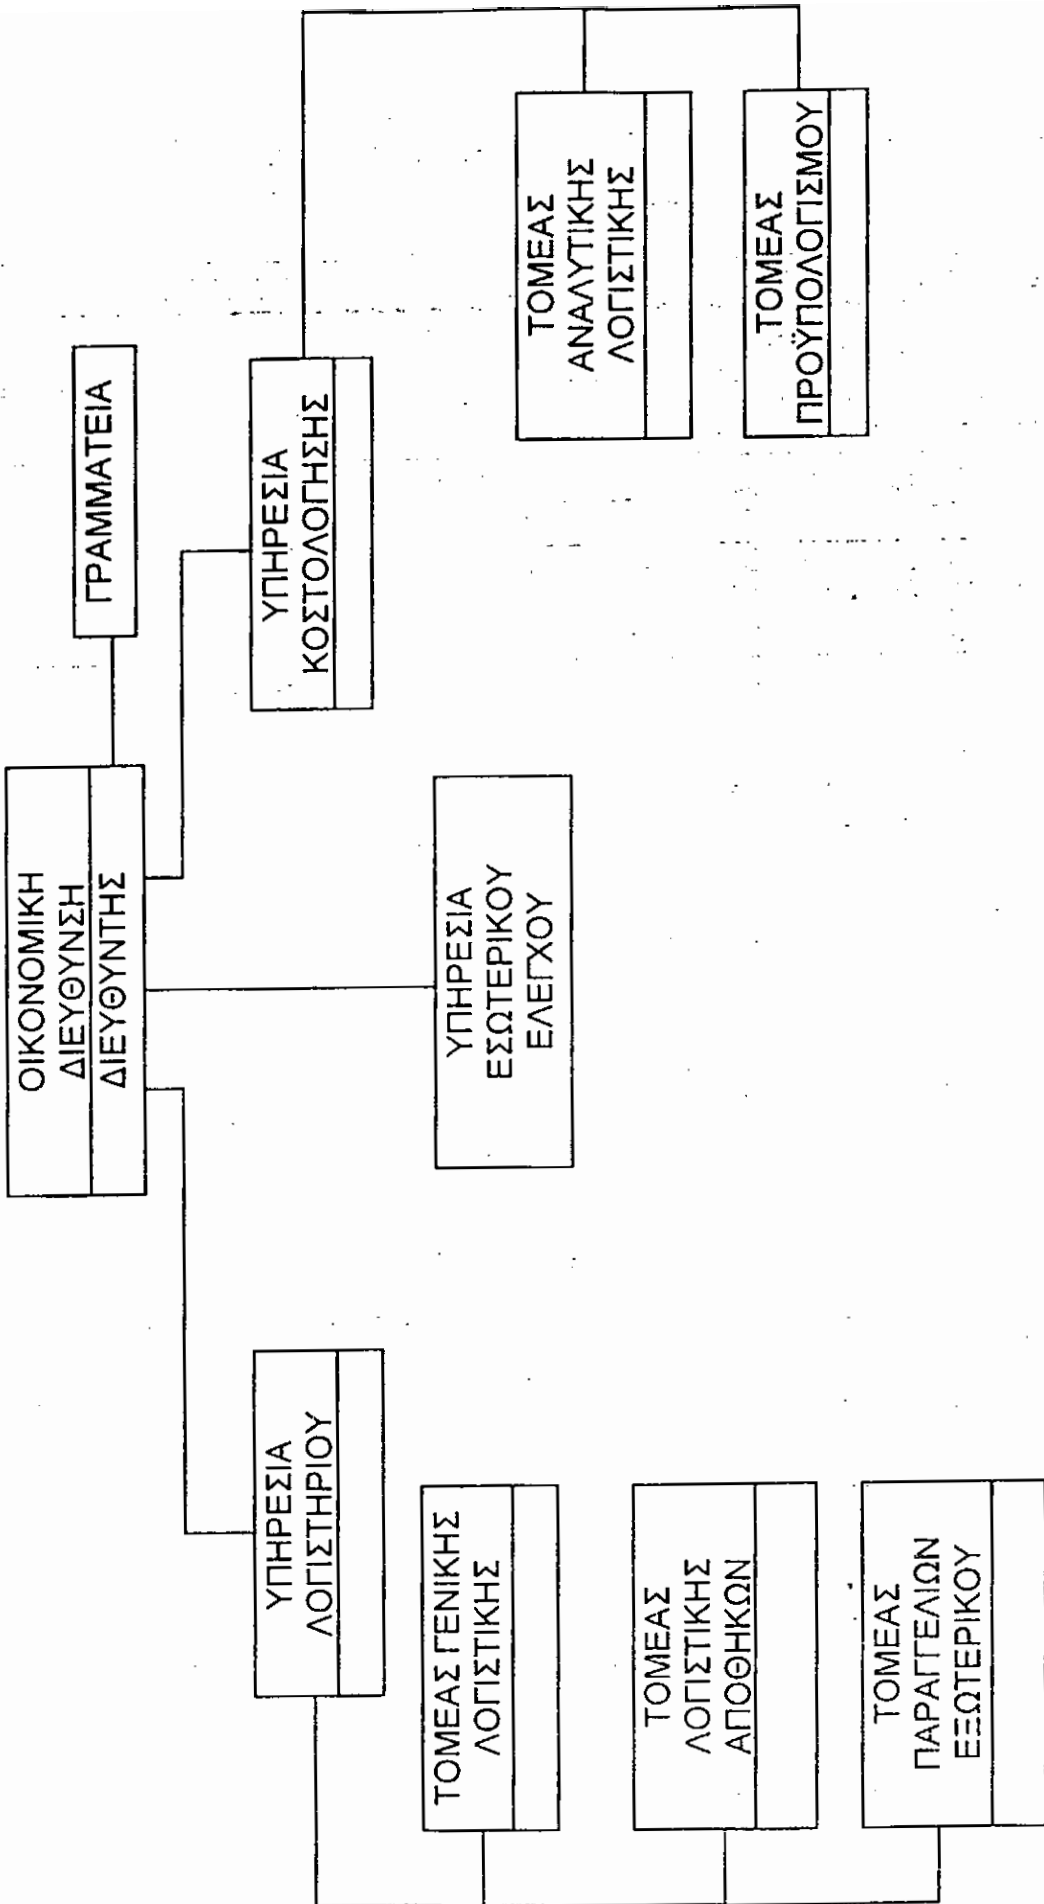 ΟΙΚΟΝΟΜΙΚΗ
ΔΙΕΥΘΥΝΣΗ
ΔΙΕΥΘΥΝΤΗΣ
ΓΡΑΜΜΑΤΕΙΑ
ΥΠΗΡΕΣΙΑ
ΛΟΓΙΣΤΗΡΙΟΥ
ΤΟΜΕΑΣ ΓΕΝΙΚΗΣ
ΛΟΓΙΣΤΙΚΗΣ
ΤΟΜΕΑΣ
ΛΟΓΙΣΤΙΚΗΣ
ΑΠΟΘΗΚΩΝ
ΤΟΜΕΑΣ
ΠΑΡΑΓΓΕΛΙΩΝ
ΕΞΩΤΕΡΙΚΟΥ
ΥΠΗΡΕΣΙΑ
ΕΣΩΤΕΡΙΚΟΥ
ΕΛΕΓΧΟΥ
ΥΠΗΡΕΣΙΑ
ΚΟΣΤΟΛΟΓΗΣΗΣ
ΤΟΜΕΑΣ
ΑΝΑΛΥΤΙΚΗΣ
ΛΟΓΙΣΤΙΚΗΣ
ΤΟΜΕΑΣ
ΠΡΟΫΠΟΛΟΓΙΣΜΟΥ